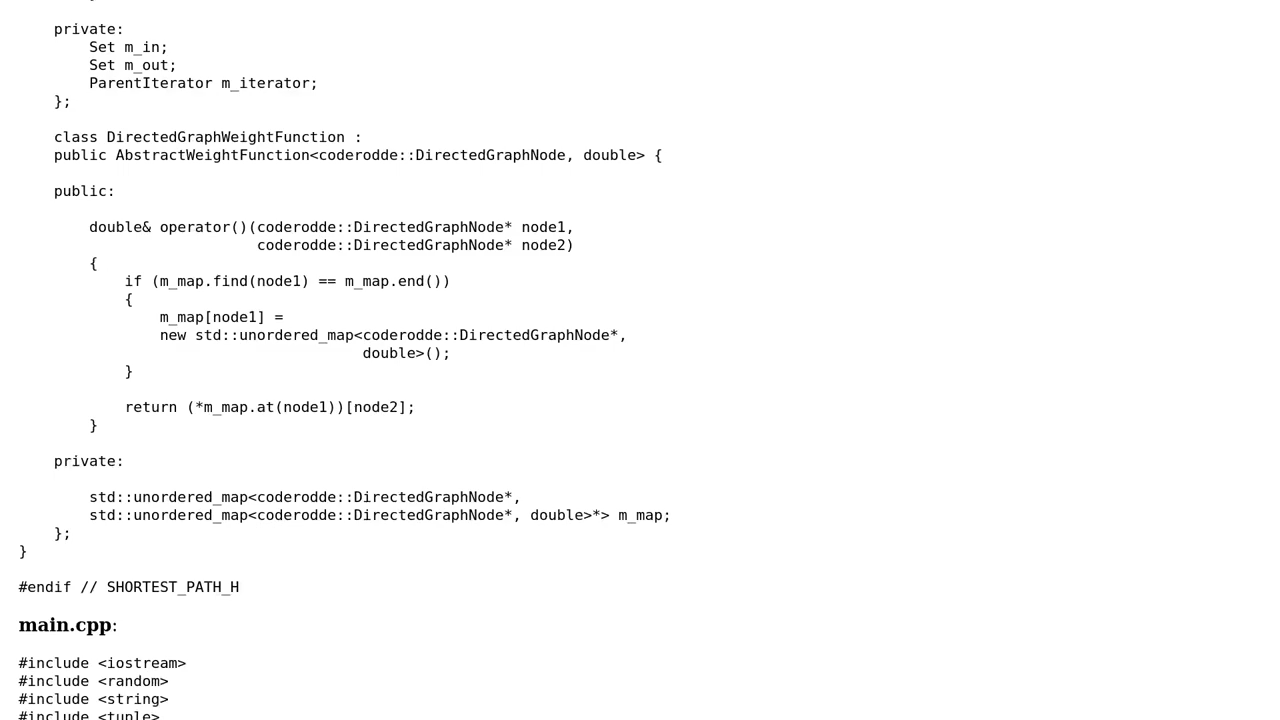 private:
        Set m_in;
        Set m_out;
        ParentIterator m_iterator;
    };

    class DirectedGraphWeightFunction :
    public AbstractWeightFunction<coderodde::DirectedGraphNode, double> {

    public:

        double& operator()(coderodde::DirectedGraphNode* node1,
                           coderodde::DirectedGraphNode* node2)
        {
            if (m_map.find(node1) == m_map.end())
            {
                m_map[node1] =
                new std::unordered_map<coderodde::DirectedGraphNode*,
                                       double>();
            }

            return (*m_map.at(node1))[node2];
        }

    private:

        std::unordered_map<coderodde::DirectedGraphNode*,
        std::unordered_map<coderodde::DirectedGraphNode*, double>*> m_map;
    };
}

#endif // SHORTEST_PATH_H

main.cpp:

#include <iostream>
#include <random>
#include <string>
#include <tuple>